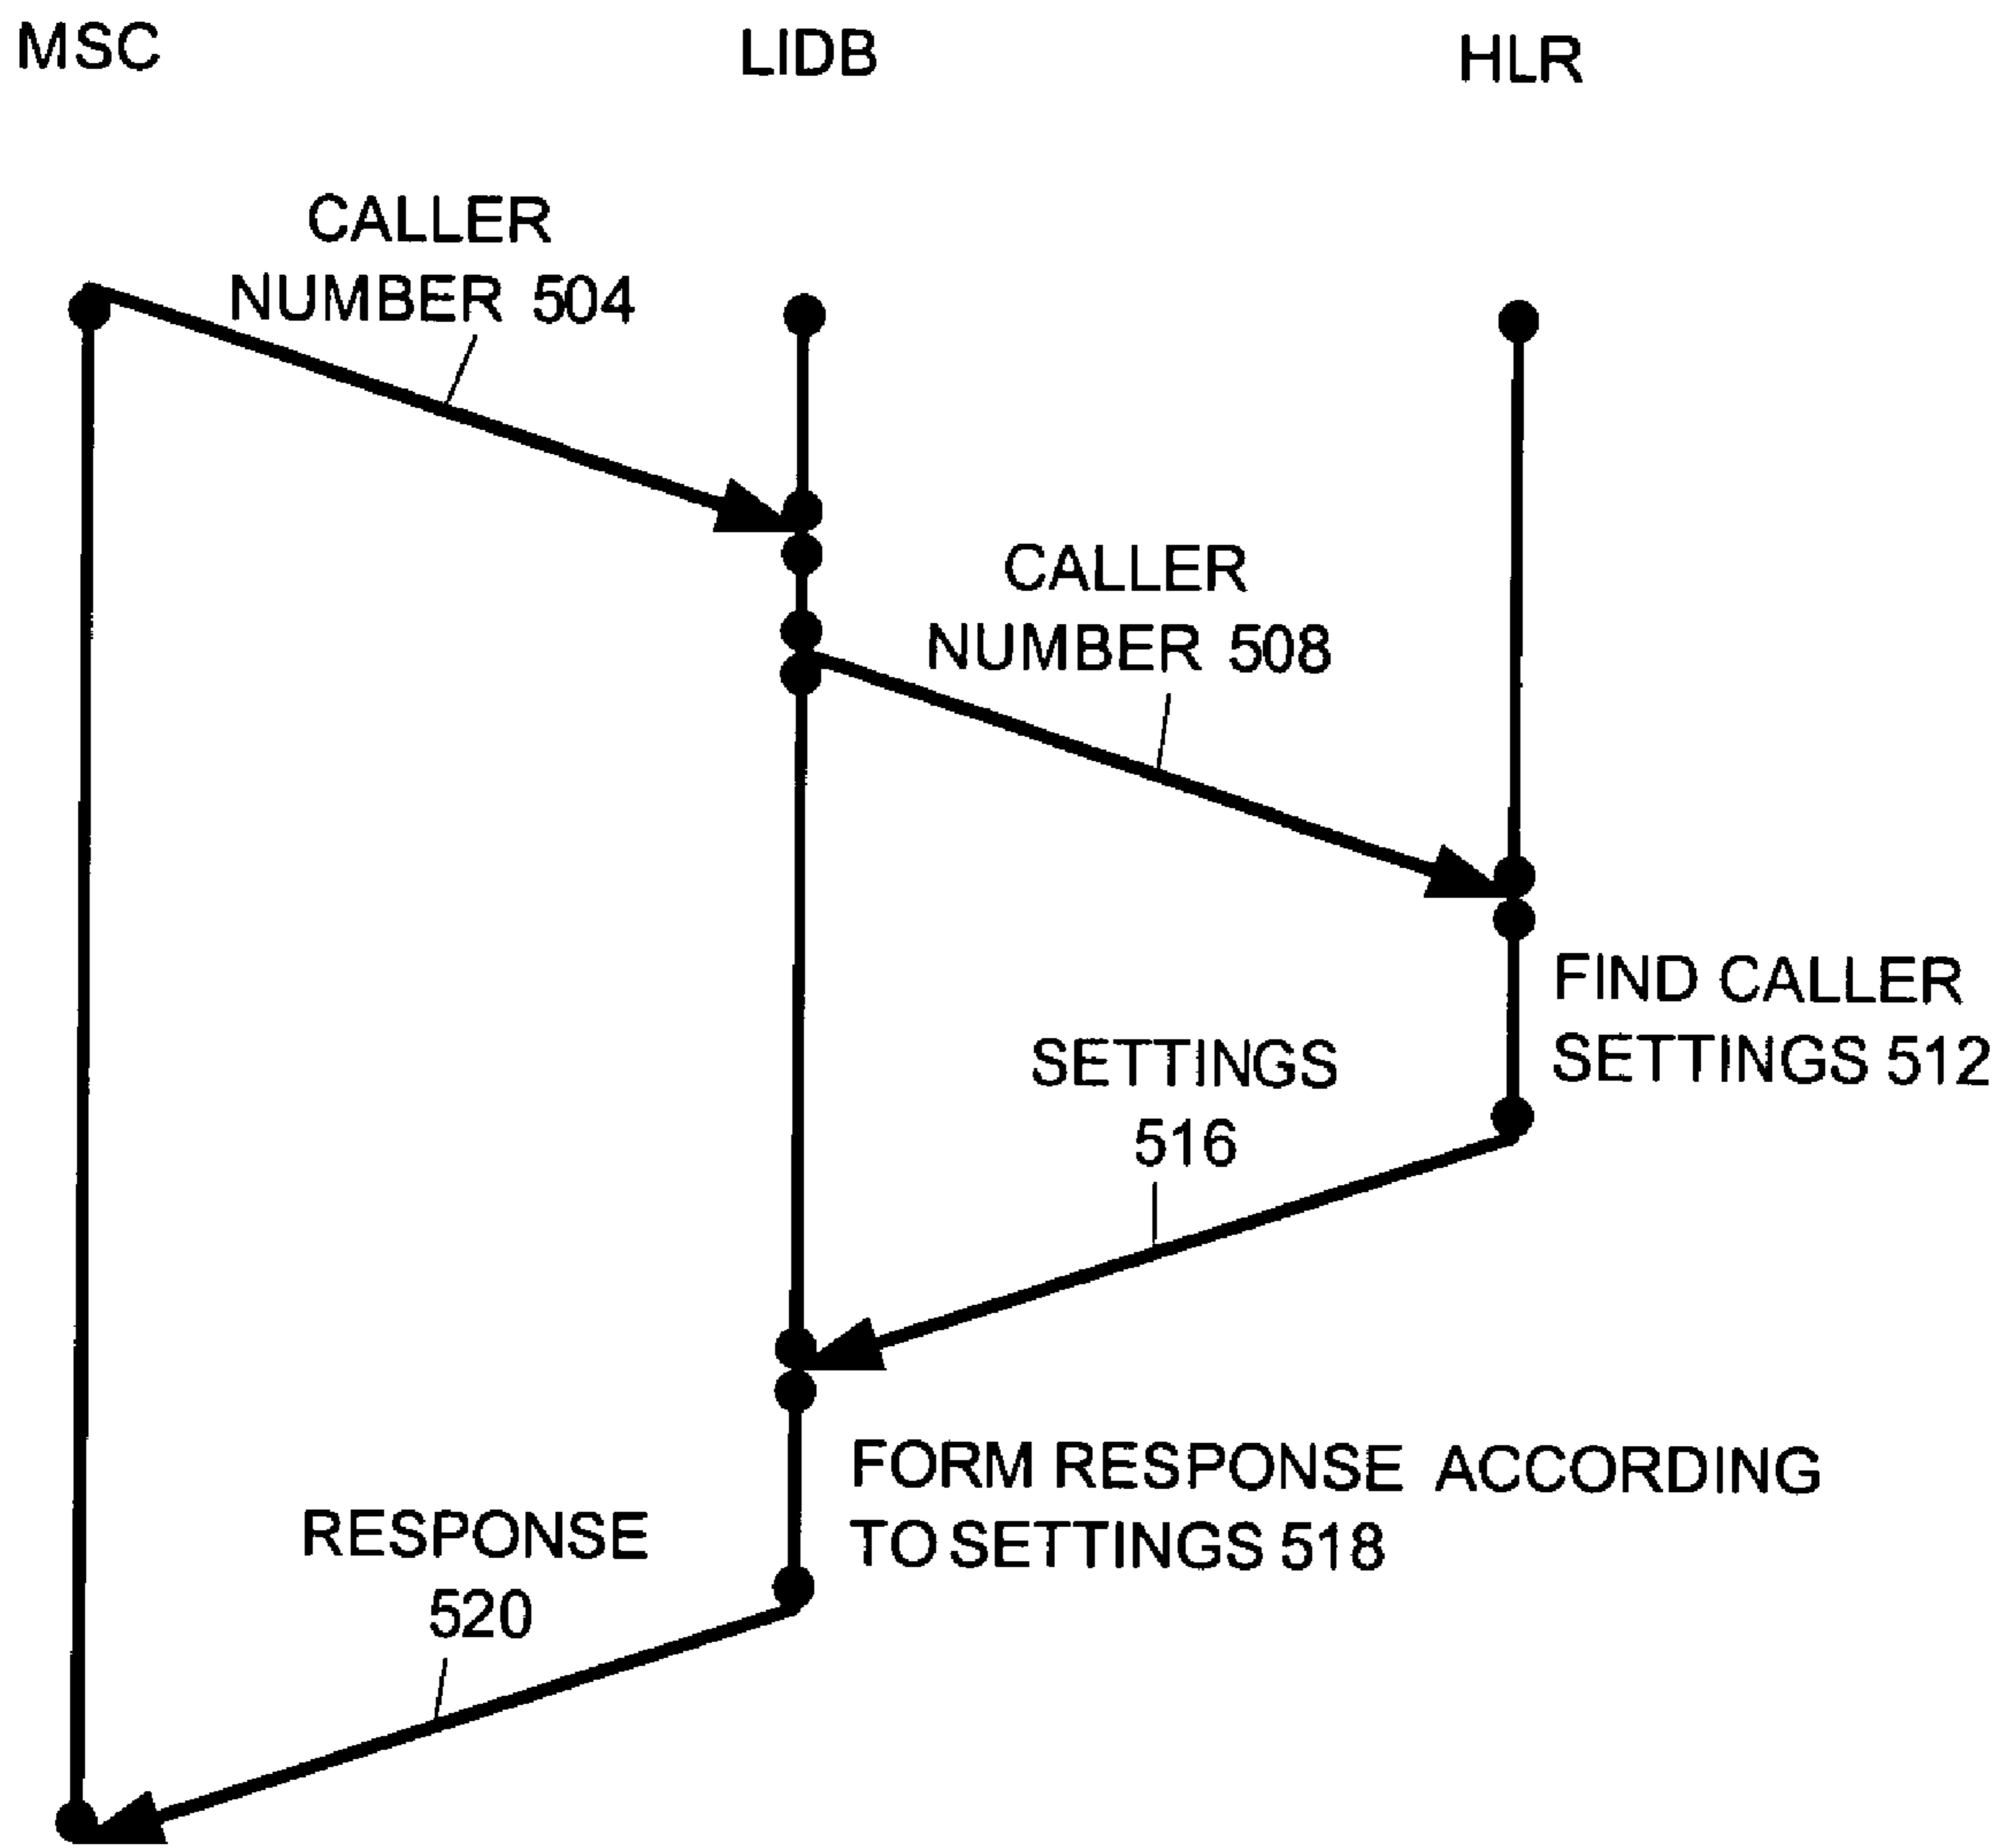 MSC LIDB HLR
CALLER
NUMBER 504
CALLER
NUMBER 508
FIND CALLER
SETTINGS 512
SETTINGS
516
FORM RESPONSE ACCORDING
TO SETTINGS 518
RESPONSE
520